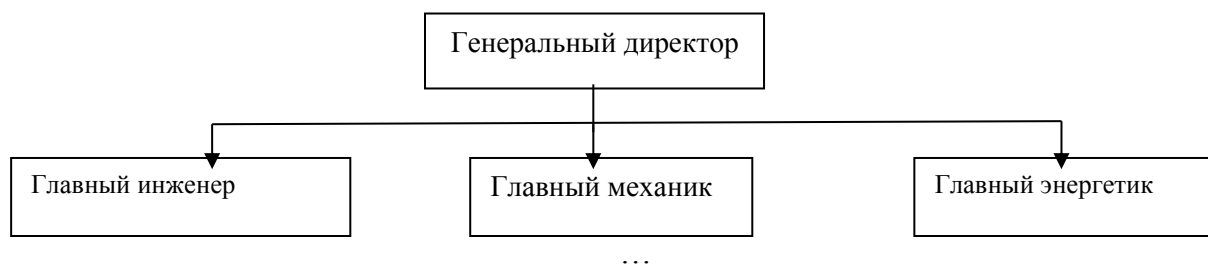 Генеральный директор
Главный инженер
Главный механик
Главный энергетик
…